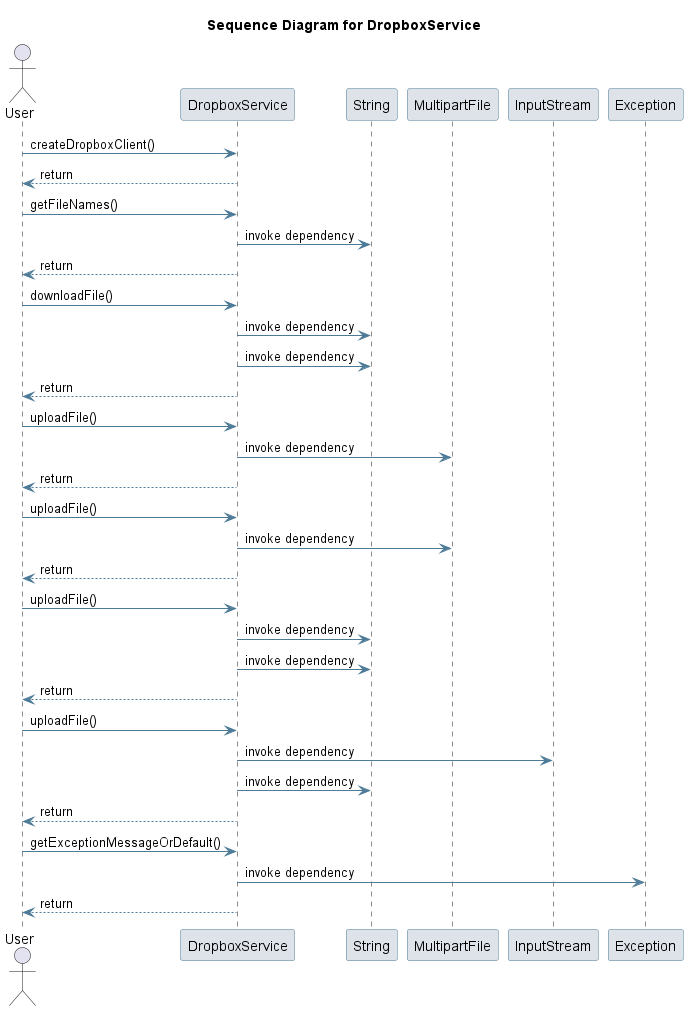 Sequence Diagram for DropboxService
User
DropboxService
String
MultipartFile
InputStream
Exception
createDropboxClient()
return
getFileNames()
invoke dependency
return
downloadFile()
invoke dependency
invoke dependency
return
uploadFile()
invoke dependency
return
uploadFile()
invoke dependency
return
uploadFile()
invoke dependency
invoke dependency
return
uploadFile()
invoke dependency
invoke dependency
return
getExceptionMessageOrDefault()
invoke dependency
return
User
DropboxService
String
MultipartFile
InputStream
Exception